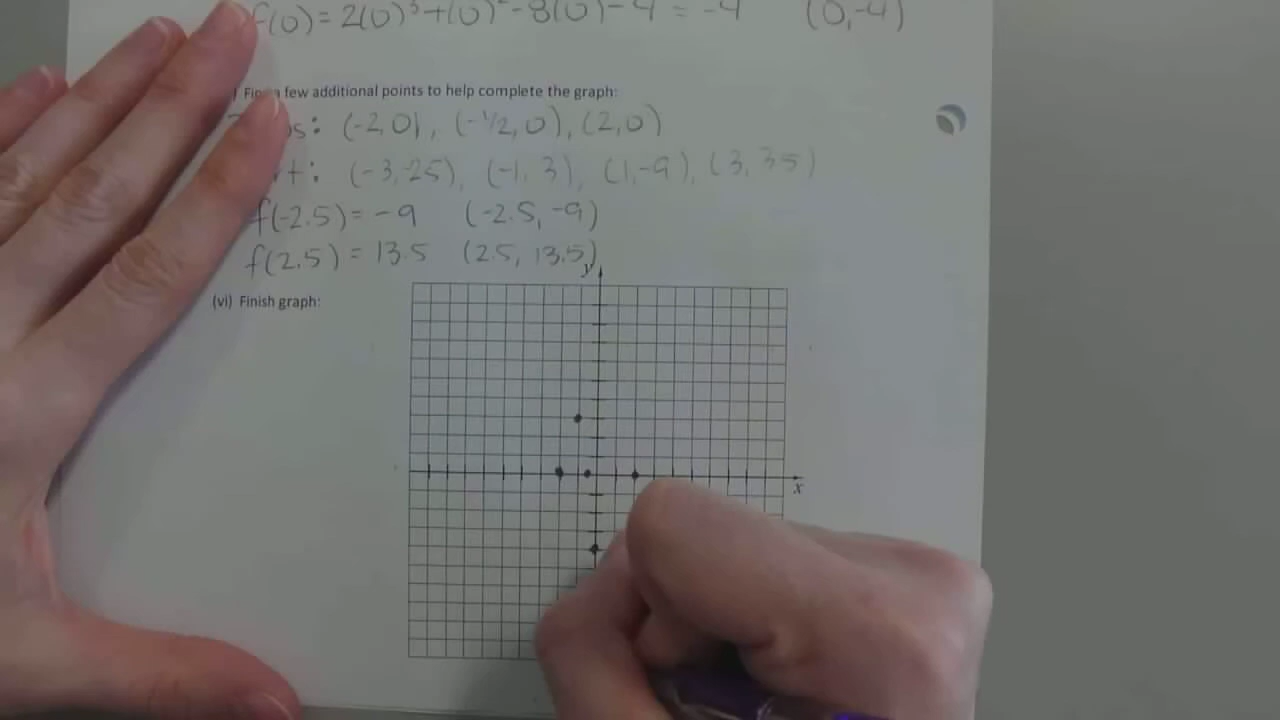 f(0) = 2(0)³+(0)²-8(0)-4 = -4 (0,-4)
few additional points to help complete the graph:
(-2,0), (-1/2,0), (2,0)
(-3,-25), (-1,3), (1,-9), (3,35)
f(-2.5) = -9 (-2.5, -9)
f(2.5) = 13.5 (2.5, 13.5)
y
(vi) Finish graph:
x